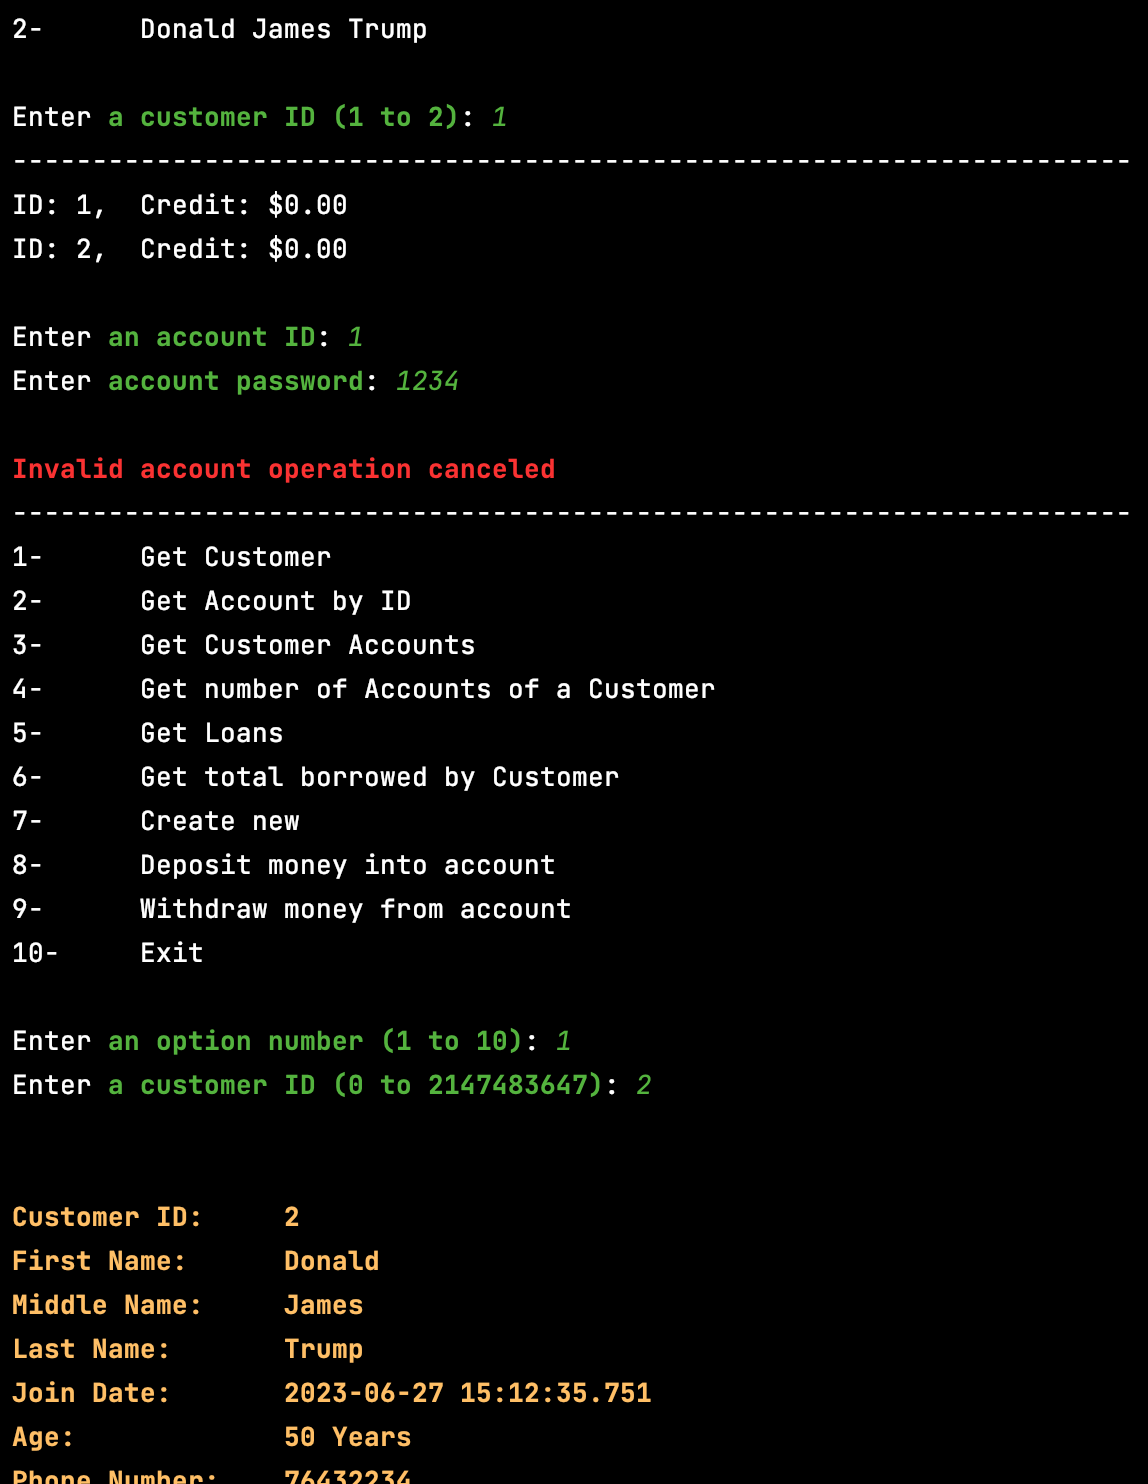 2-      Donald James Trump
Enter a customer ID (1 to 2): 1
----------------------------------------------------------------------
ID: 1,  Credit: $0.00
ID: 2,  Credit: $0.00
Enter an account ID: 1
Enter account password: 1234
Invalid account operation canceled
----------------------------------------------------------------------
1-      Get Customer
2-      Get Account by ID
3-      Get Customer Accounts
4-      Get number of Accounts of a Customer
5-      Get Loans
6-      Get total borrowed by Customer
7-      Create new
8-      Deposit money into account
9-      Withdraw money from account
10-     Exit
Enter an option number (1 to 10): 1
Enter a customer ID (0 to 2147483647): 2
Customer ID:     2
First Name:      Donald
Middle Name:     James
Last Name:       Trump
Join Date:       2023-06-27 15:12:35.751
Age:             50 Years
Phone Number:    76432234